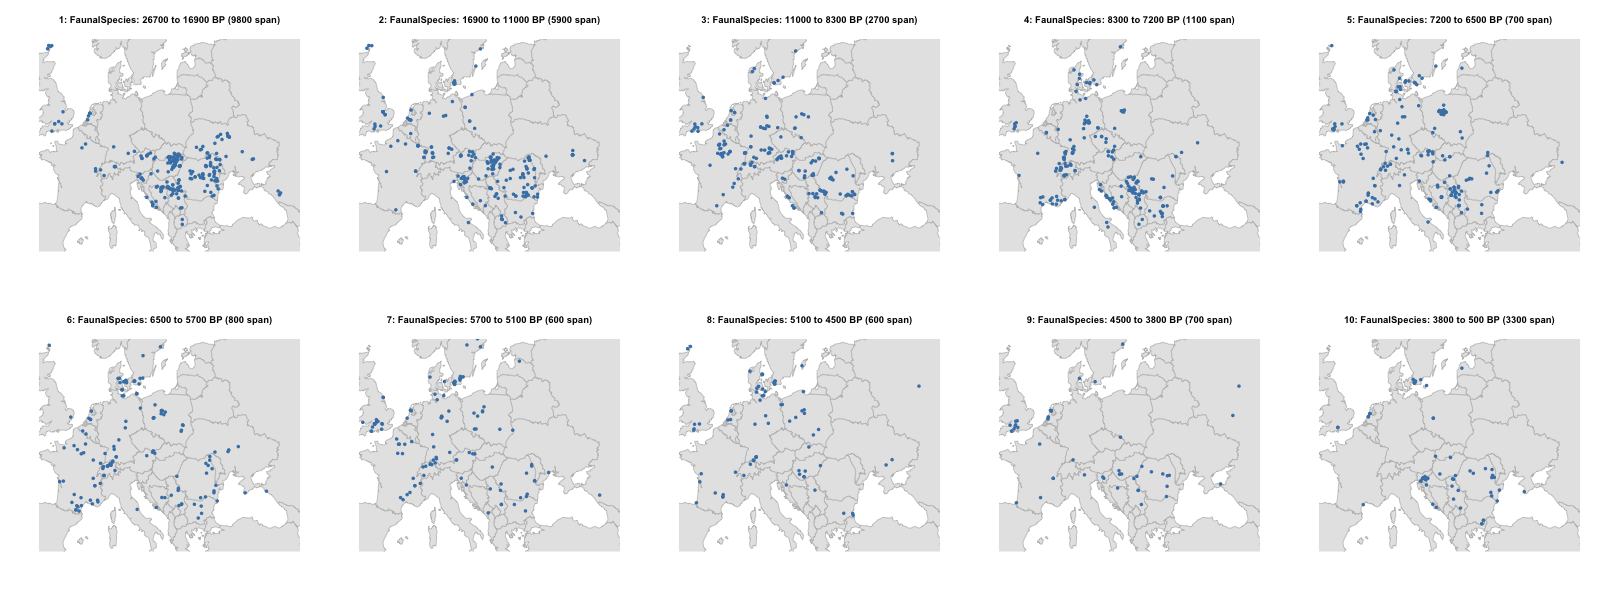 1: FaunalSpecies: 26700 to 16900 BP (9800 span)
2: FaunalSpecies: 16900 to 11000 BP (5900 span)
3: FaunalSpecies: 11000 to 8300 BP (2700 span)
4: FaunalSpecies: 8300 to 7200 BP (1100 span)
5: FaunalSpecies: 7200 to 6500 BP (700 span)
6: FaunalSpecies: 6500 to 5700 BP (800 span)
7: FaunalSpecies: 5700 to 5100 BP (600 span)
8: FaunalSpecies: 5100 to 4500 BP (600 span)
9: FaunalSpecies: 4500 to 3800 BP (700 span)
10: FaunalSpecies: 3800 to 500 BP (3300 span)